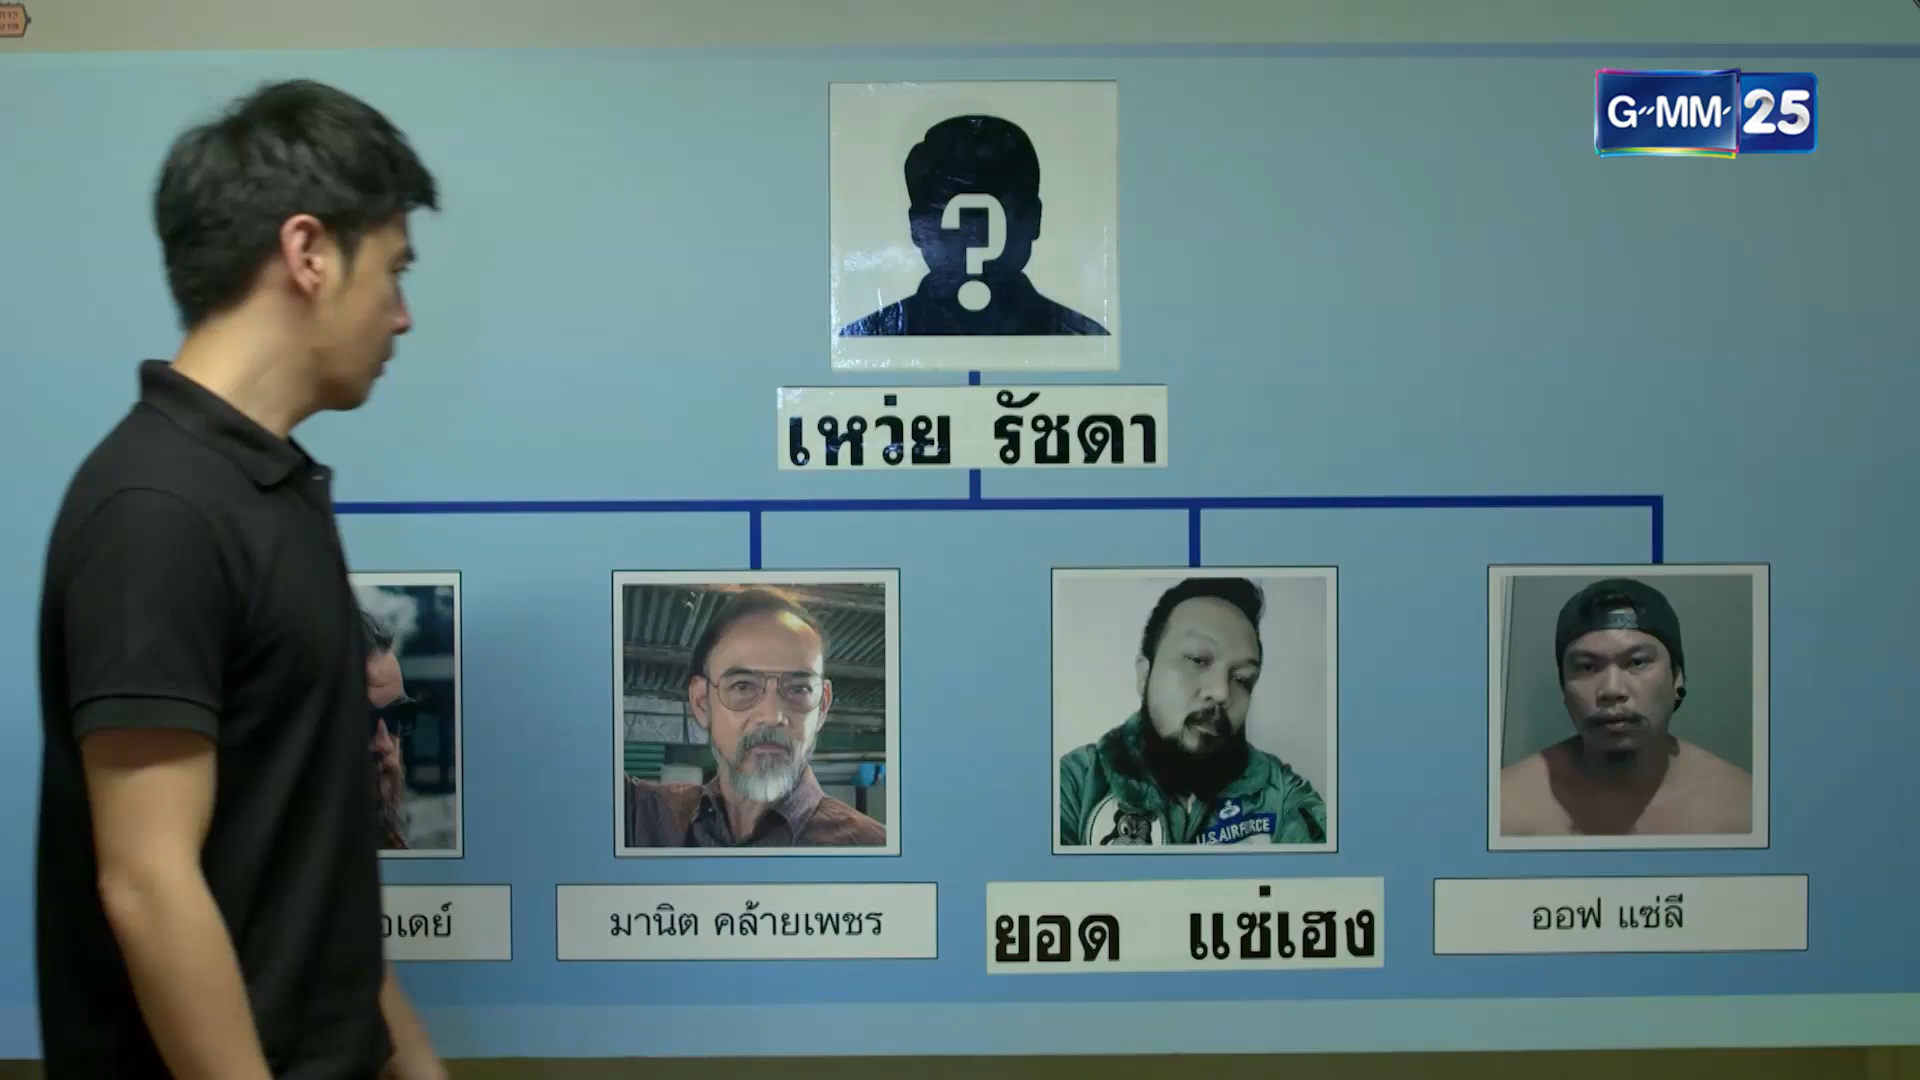 GMM 25
?
เหว่ย รัชดา
มานิต คล้ายเพชร
ยอด แซ่เฮง
ออฟ แซ่ลี
U.S. AIR FORCE